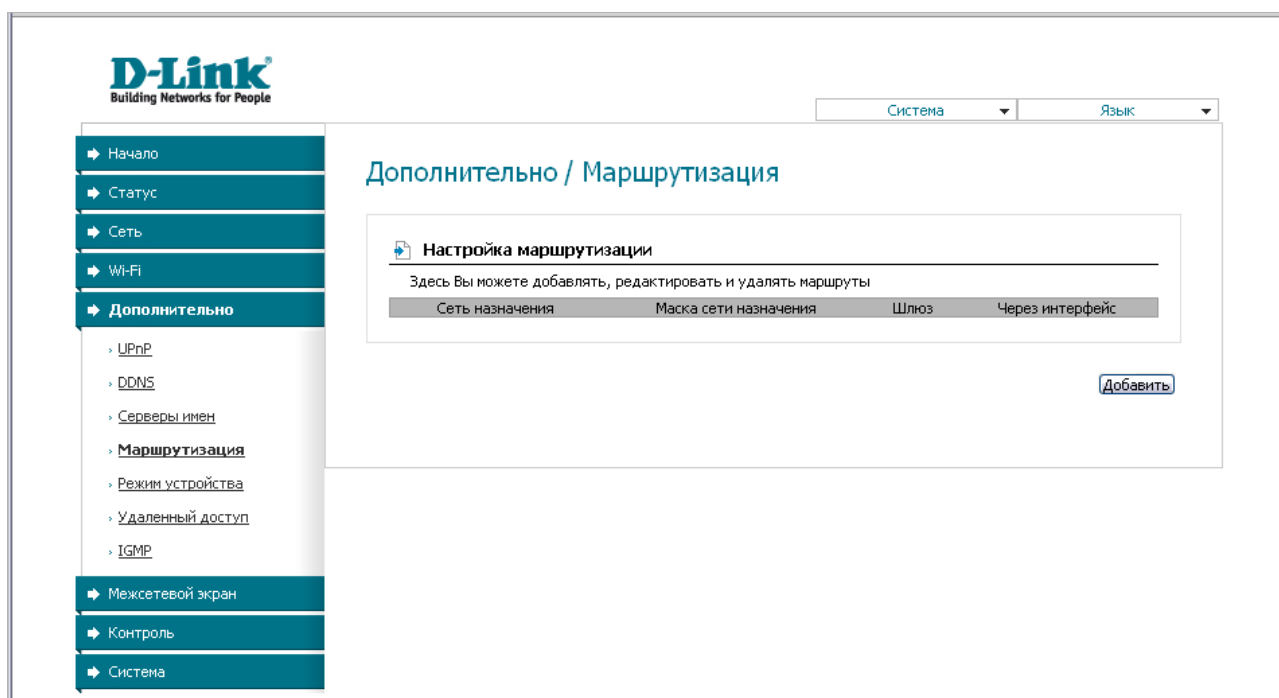 D-Link
Building Networks for People
Система
Язык
Начало
Статус
Сеть
Wi-Fi
Дополнительно
UPnP
DDNS
Серверы имен
Маршрутизация
Режим устройства
Удаленный доступ
IGMP
Межсетевой экран
Контроль
Система
Дополнительно / Маршрутизация
Настройка маршрутизации
Здесь Вы можете добавлять, редактировать и удалять маршруты
Сеть назначения Маска сети назначения Шлюз Через интерфейс
Добавить